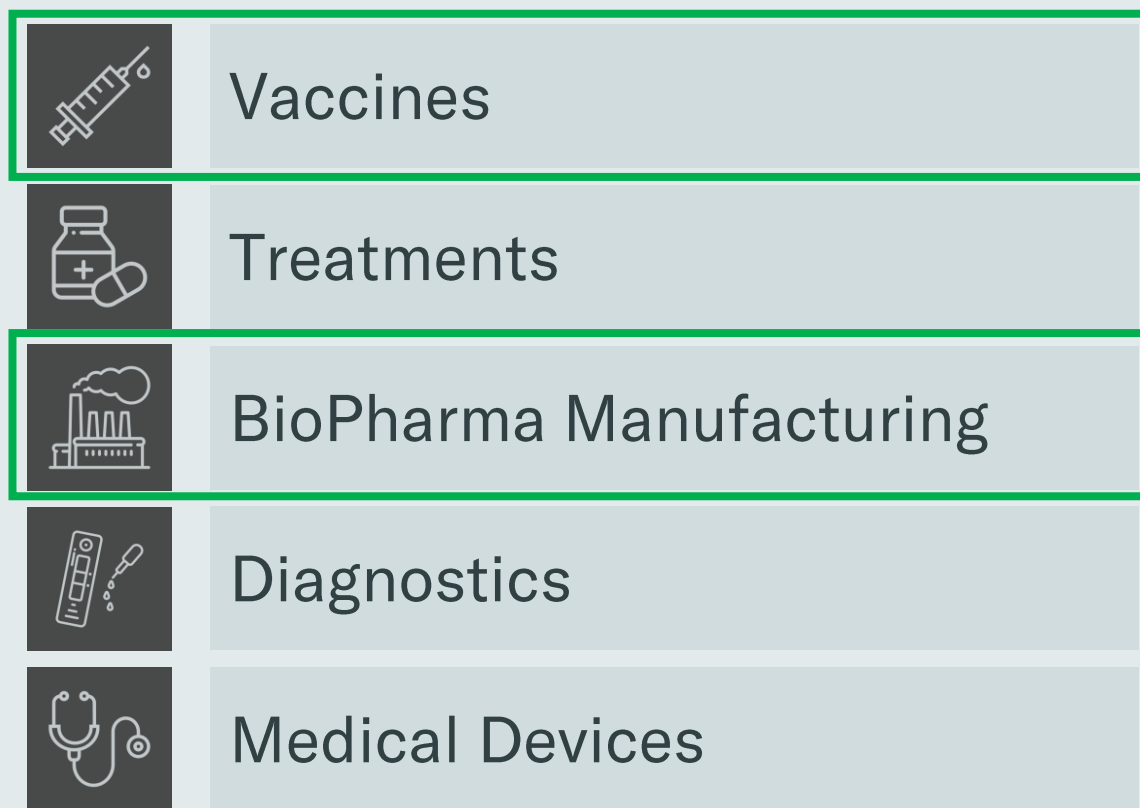 Vaccines
Treatments
BioPharma Manufacturing
Diagnostics
Medical Devices